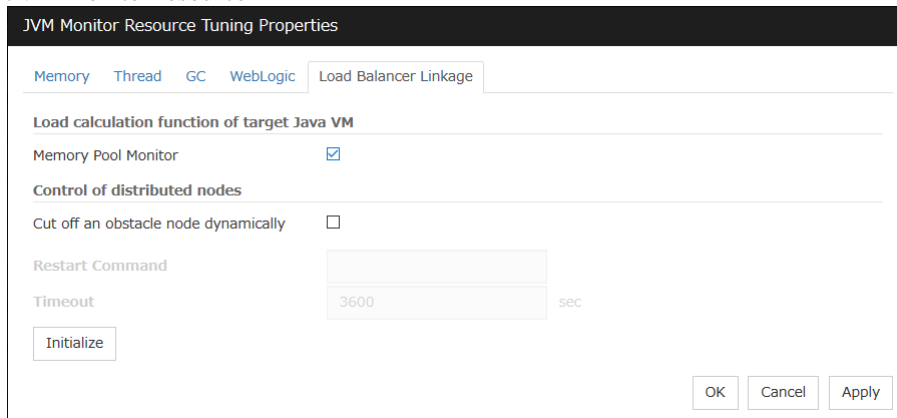 JVM Monitor Resource Tuning Properties
Memory Thread GC WebLogic Load Balancer Linkage
Load calculation function of target Java VM
Memory Pool Monitor
Control of distributed nodes
Cut off an obstacle node dynamically
Restart Command
Timeout 3600 sec
Initialize
OK Cancel Apply